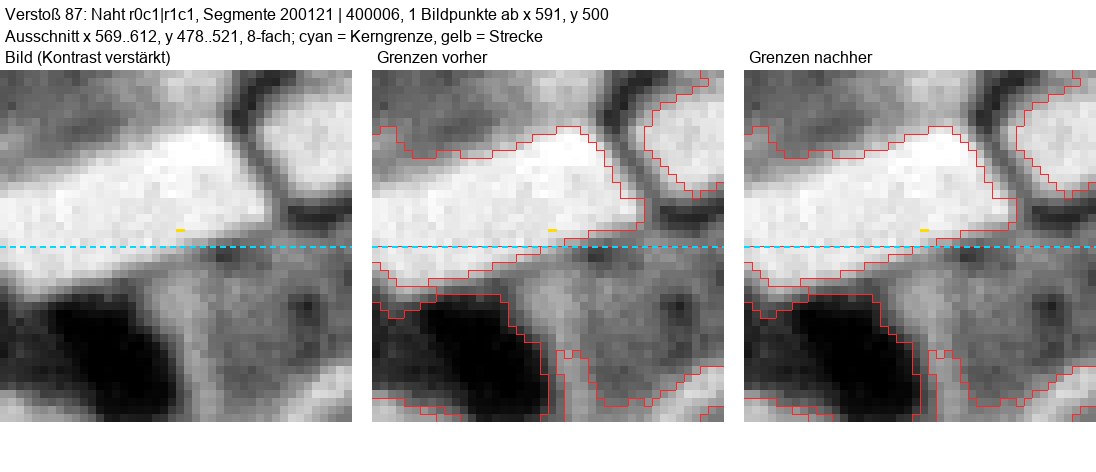 Verstoß 87: Naht r0c1|r1c1, Segmente 200121 | 400006, 1 Bildpunkte ab x 591, y 500
Ausschnitt x 569..612, y 478..521, 8-fach; cyan = Kerngrenze, gelb = Strecke
Bild (Kontrast verstärkt)
Grenzen vorher
Grenzen nachher